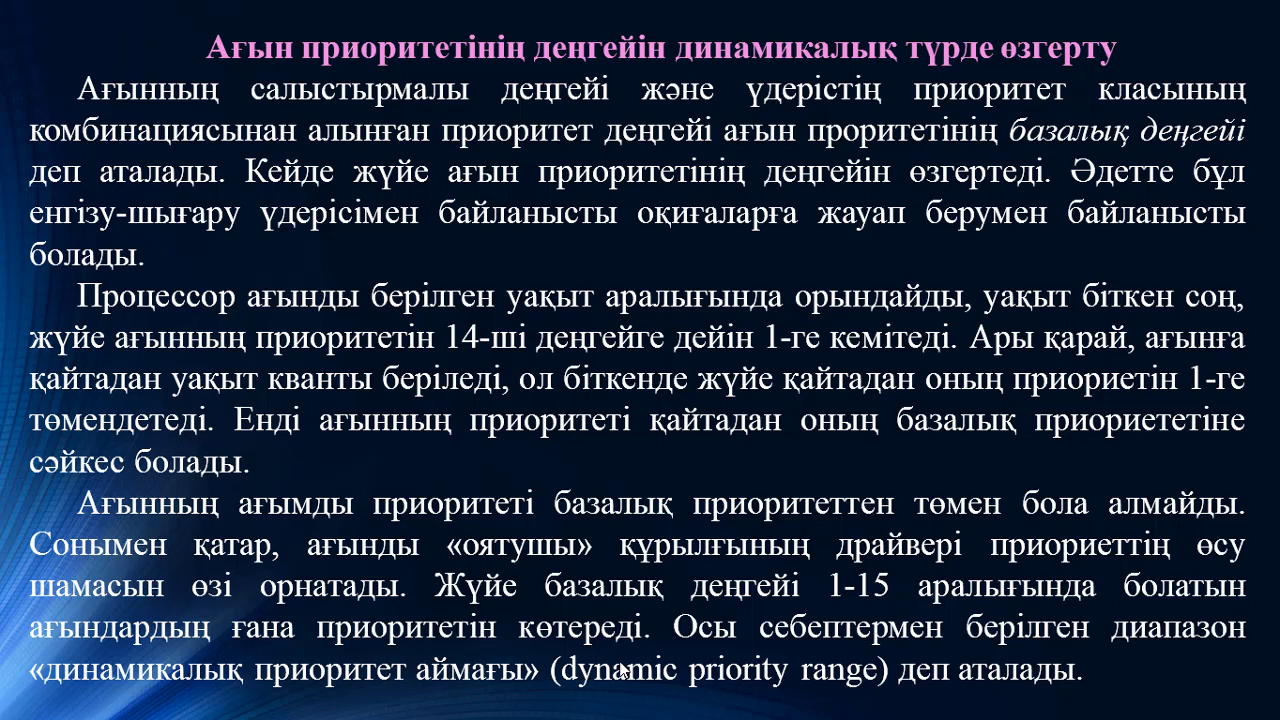 Ағын приоритетінің деңгейін динамикалық түрде өзгерту
Ағынның салыстырмалы деңгейі және үдерістің приоритет класының
комбинациясынан алынған приоритет деңгейі ағын проритетінің базалық деңгейі
деп аталады. Кейде жүйе ағын приоритетінің деңгейін өзгертеді. Әдетте бұл
енгізу-шығару үдерісімен байланысты оқиғаларға жауап берумен байланысты
болады.
Процессор ағынды берілген уақыт аралығында орындайды, уақыт біткен соң,
жүйе ағынның приоритетін 14-ші деңгейге дейін 1-ге кемітеді. Ары қарай, ағынға
қайтадан уақыт кванты беріледі, ол біткенде жүйе қайтадан оның приориетін 1-ге
төмендетеді. Енді ағынның приоритеті қайтадан оның базалық приориететіне
сәйкес болады.
Ағынның ағымды приоритеті базалық приоритеттен төмен бола алмайды.
Сонымен қатар, ағынды «оятушы» құрылғының драйвері приориеттің өсу
шамасын өзі орнатады. Жүйе базалық деңгейі 1-15 аралығында болатын
ағындардың ғана приоритетін көтереді. Осы себептермен берілген диапазон
«динамикалық приоритет аймағы» (dynamic priority range) деп аталады.